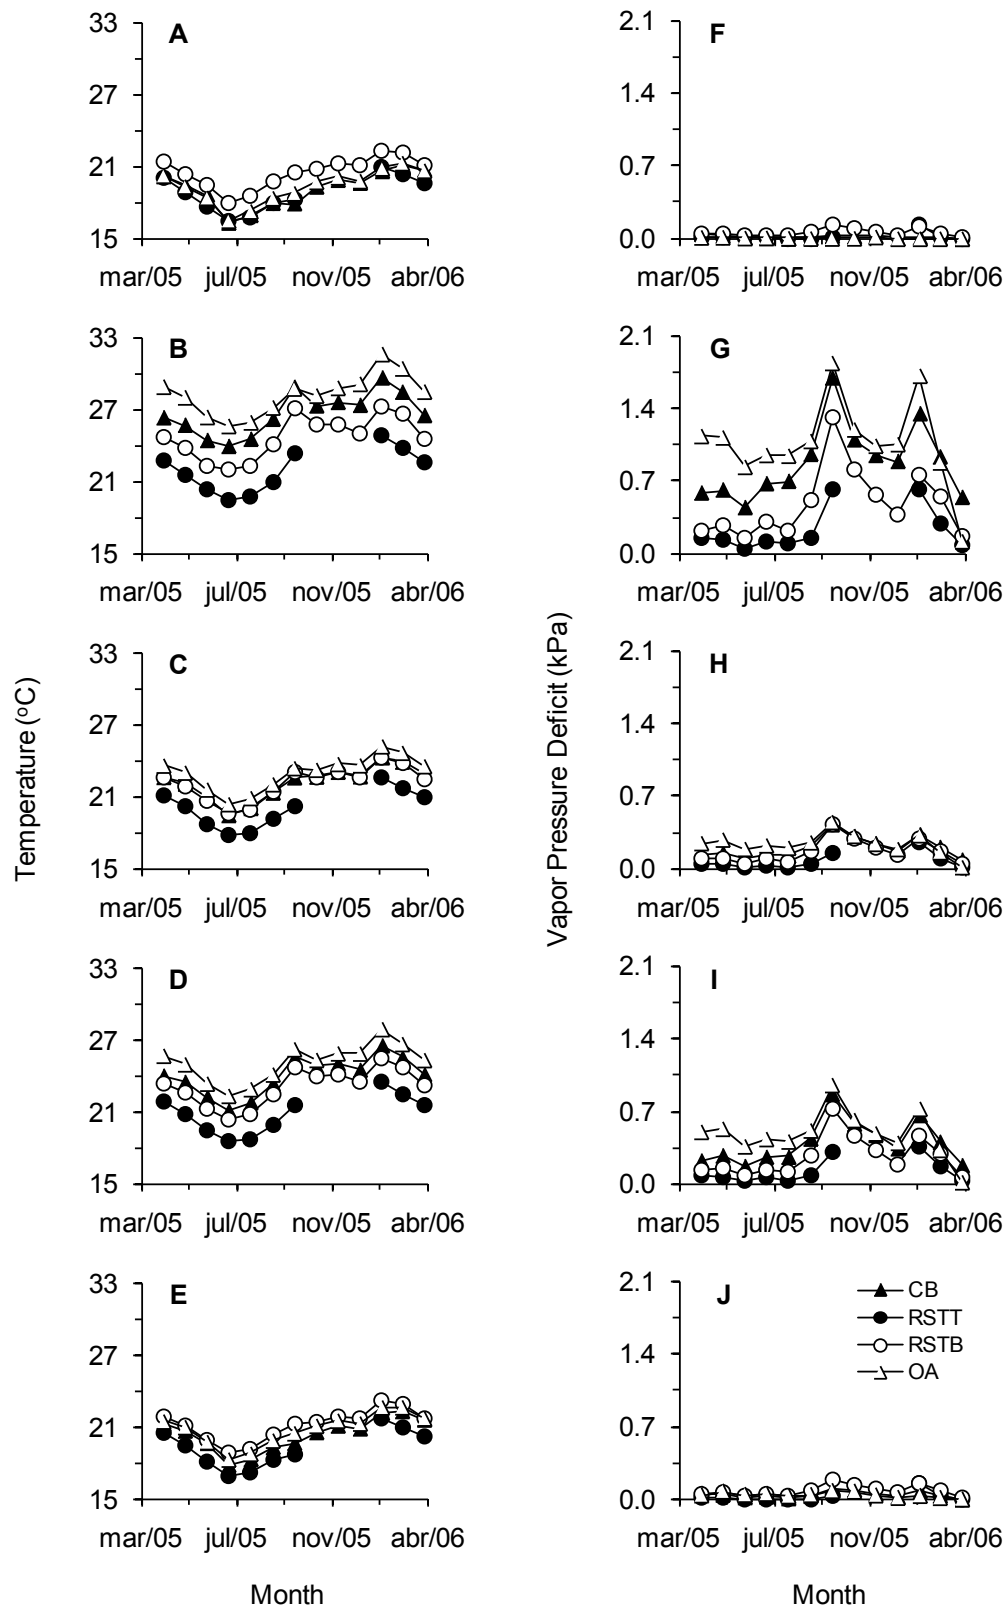 A
33
27
21
15
mar/05 jul/05 nov/05 abr/06
F
2.1
1.4
0.7
0.0
mar/05 jul/05 nov/05 abr/06
B
33
27
21
15
mar/05 jul/05 nov/05 abr/06
G
2.1
1.4
0.7
0.0
mar/05 jul/05 nov/05 abr/06
C
33
27
21
15
mar/05 jul/05 nov/05 abr/06
H
2.1
1.4
0.7
0.0
mar/05 jul/05 nov/05 abr/06
Temperature (ºC)
Vapor Pressure Deficit (kPa)
D
33
27
21
15
mar/05 jul/05 nov/05 abr/06
I
2.1
1.4
0.7
0.0
mar/05 jul/05 nov/05 abr/06
E
33
27
21
15
mar/05 jul/05 nov/05 abr/06
Month
J
2.1
1.4
0.7
0.0
CB
RSTT
RSTB
OA
mar/05 jul/05 nov/05 abr/06
Month